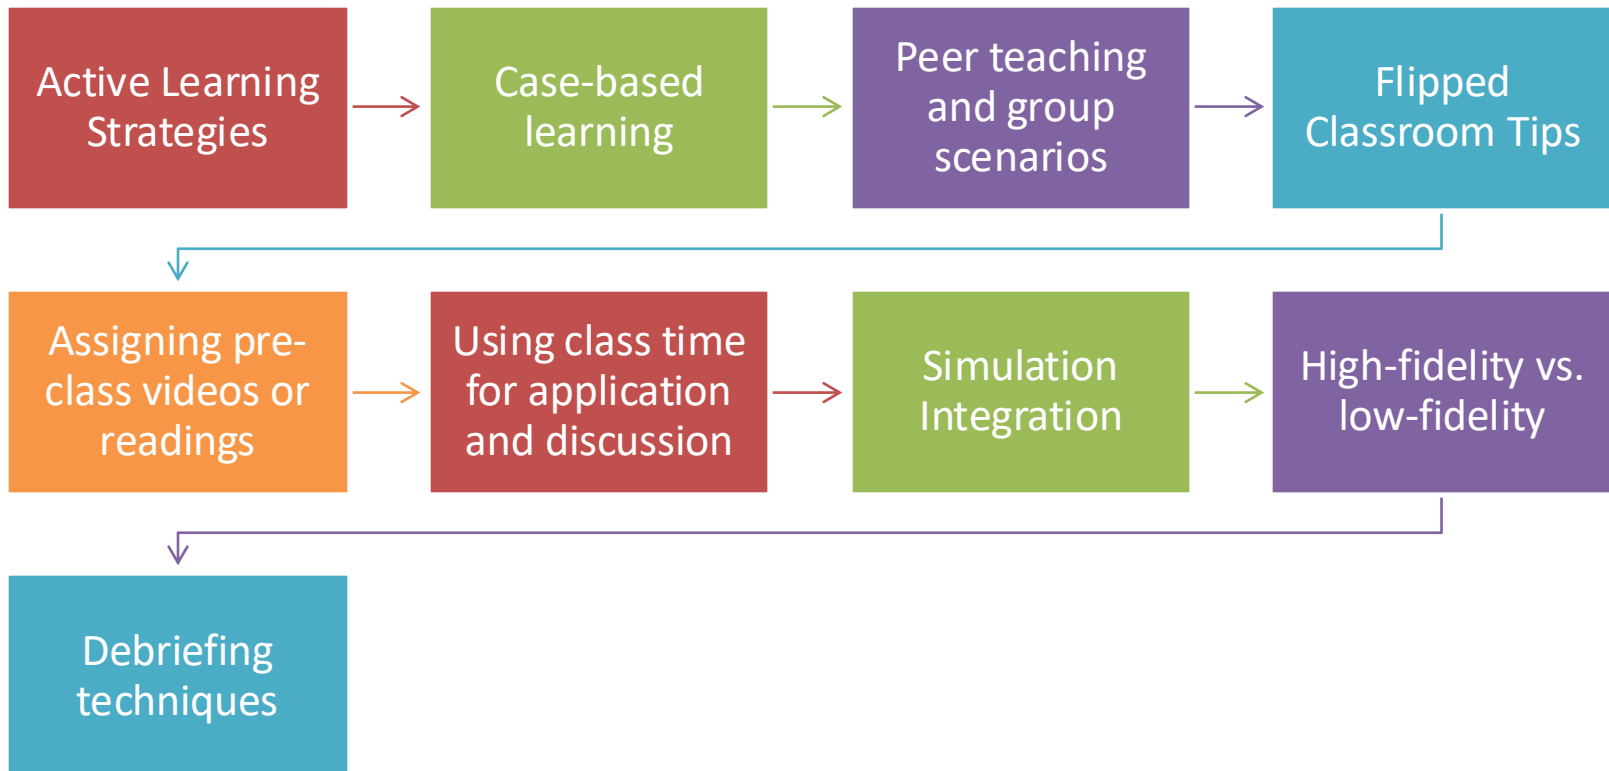 Active Learning
Strategies
Case-based
learning
Peer teaching
and group
scenarios
Flipped
Classroom Tips
Assigning pre-
class videos or
readings
Using class time
for application
and discussion
Simulation
Integration
High-fidelity vs.
low-fidelity
Debriefing
techniques